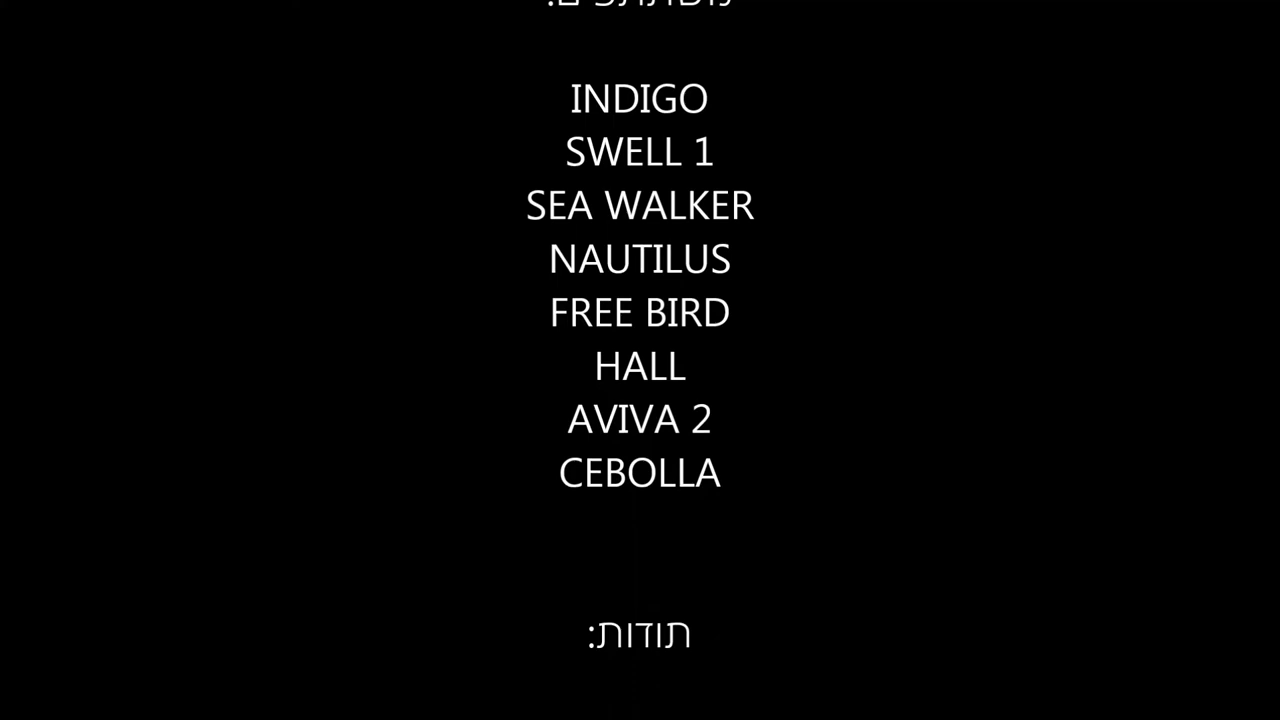 INDIGO
SWELL 1
SEA WALKER
NAUTILUS
FREE BIRD
HALL
AVIVA 2
CEBOLLA
תודות: